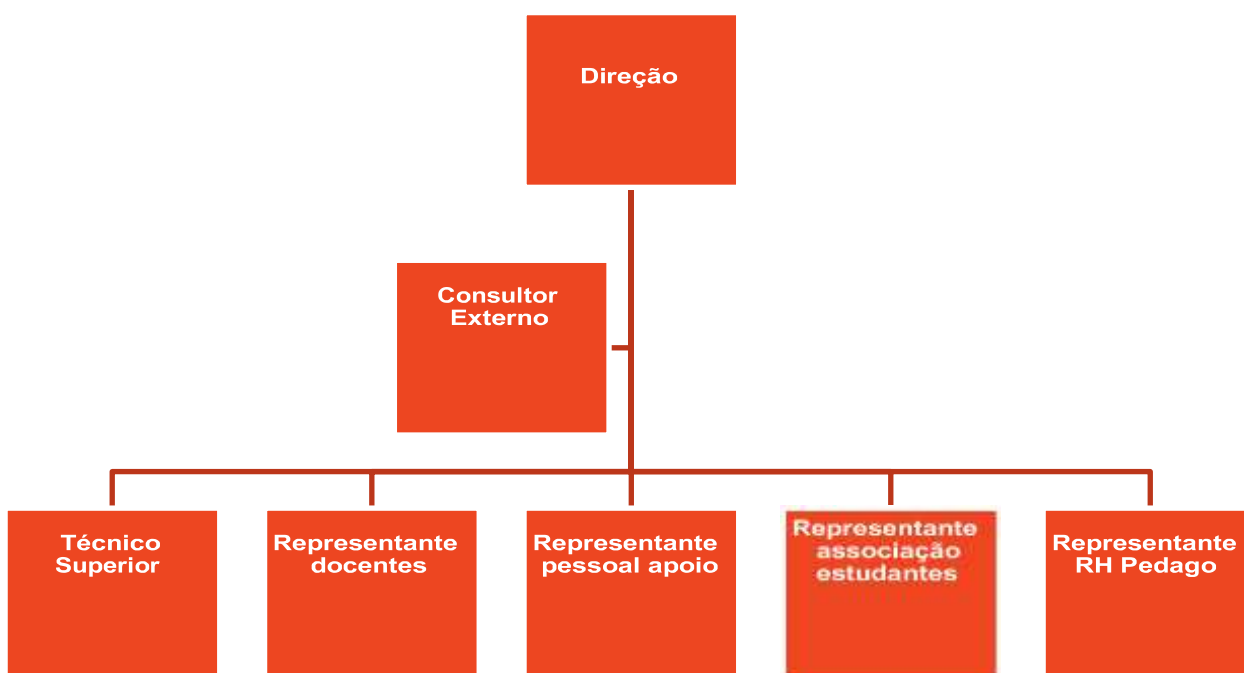 Direção
Consultor
Externo
Técnico
Superior
Representante
docentes
Representante
pessoal apoio
Representante
associação
estudantes
Representante
RH Pedago